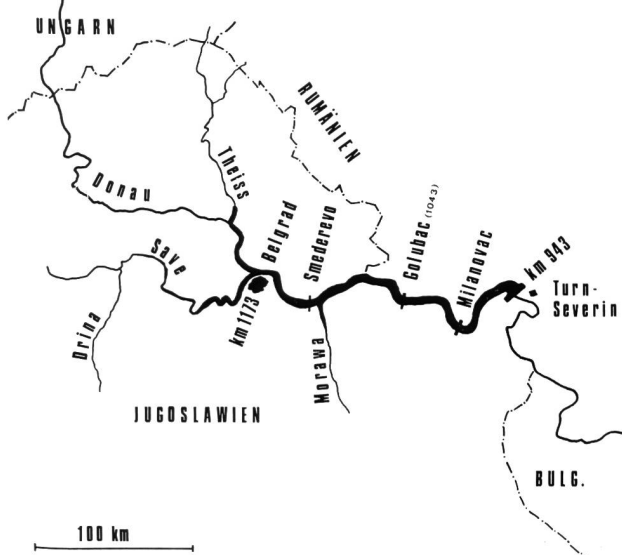 UNGARN
RUMÄNIEN
Theiss
Donau
Belgrad
Smederevo
Golubac (1043)
km 943
Save
Milanovac
Turn-
Severin
km 1173
Drina
Morawa
JUGOSLAWIEN
BULG.
100 km